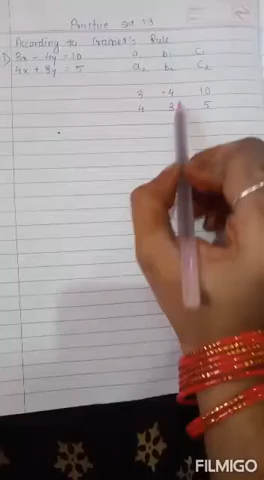 Practice set 1.3
According to Cramer's Rule
1) 3x - 4y = 10 a₁ b₁ c₁
4x + 3y = 5 a₂ b₂ c₂
3 -4 10
4 3 5
FILMIGO